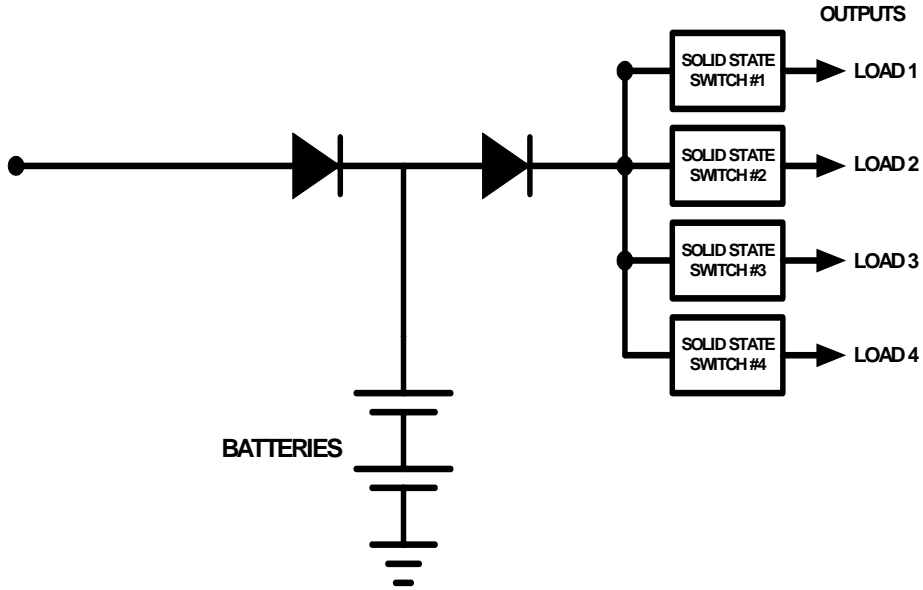 OUTPUTS
SOLID STATE
SWITCH #1
LOAD 1
SOLID STATE
SWITCH #2
LOAD 2
SOLID STATE
SWITCH #3
LOAD 3
SOLID STATE
SWITCH #4
LOAD 4
BATTERIES